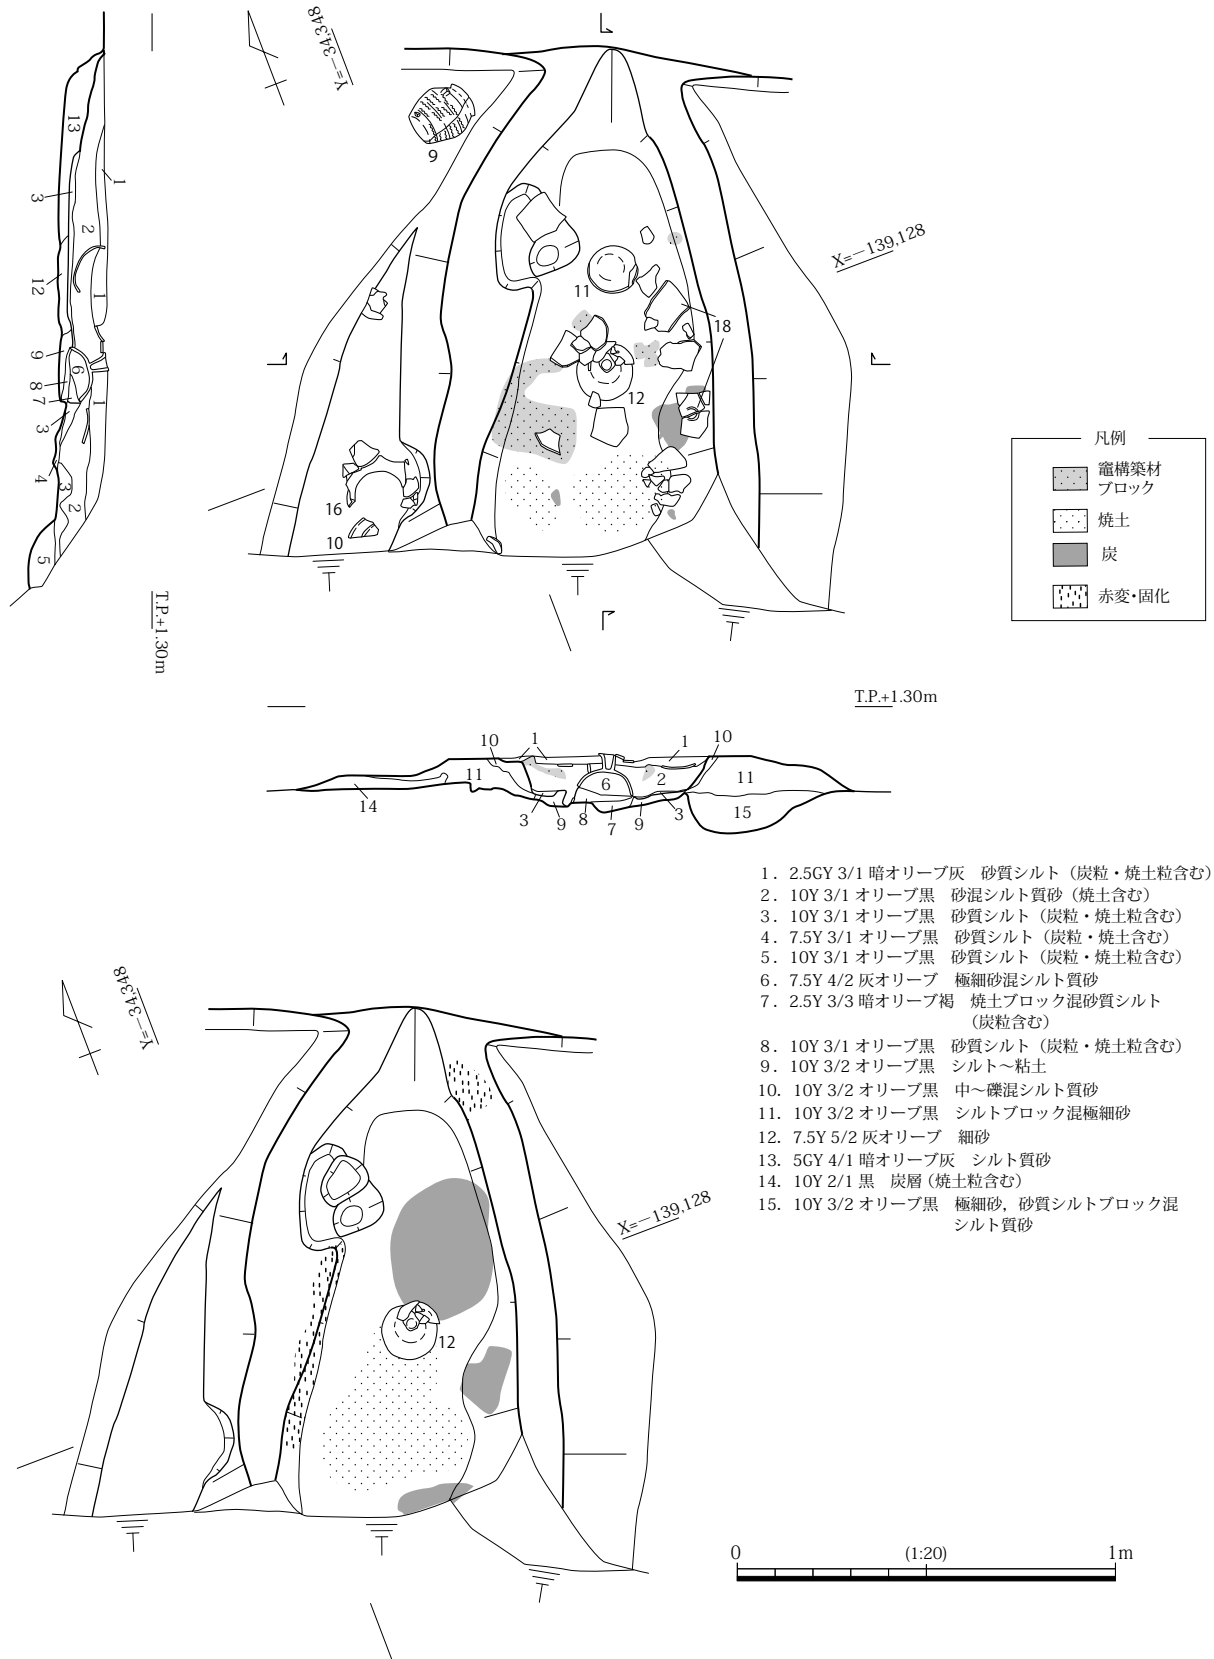 Y=－34,348
13
3
1
2
12
1
9
6
8
7
1
3
4
3
2
5
T.P.+1.30m
9
X=－139,128
11
18
12
16
10
凡例
竈構築材
ブロック
焼土
炭
赤変・固化
T.P.+1.30m
10
1
1
10
11
6
2
11
14
3
9
8
7
9
3
15
1. 2.5GY 3/1 暗オリーブ灰　砂質シルト（炭粒・焼土粒含む）
2. 10Y 3/1 オリーブ黒　砂混シルト質砂（焼土含む）
3. 10Y 3/1 オリーブ黒　砂質シルト（炭粒・焼土粒含む）
4. 7.5Y 3/1 オリーブ黒　砂質シルト（炭粒・焼土含む）
5. 10Y 3/1 オリーブ黒　砂質シルト（炭粒・焼土粒含む）
6. 7.5Y 4/2 灰オリーブ　極細砂混シルト質砂
7. 2.5Y 3/3 暗オリーブ褐　焼土ブロック混砂質シルト
（炭粒含む）
8. 10Y 3/1 オリーブ黒　砂質シルト（炭粒・焼土粒含む）
9. 10Y 3/2 オリーブ黒　シルト～粘土
10. 10Y 3/2 オリーブ黒　中～礫混シルト質砂
11. 10Y 3/2 オリーブ黒　シルトブロック混極細砂
12. 7.5Y 5/2 灰オリーブ　細砂
13. 5GY 4/1 暗オリーブ灰　シルト質砂
14. 10Y 2/1 黒　炭層（焼土粒含む）
15. 10Y 3/2 オリーブ黒　極細砂，砂質シルトブロック混
シルト質砂
Y=－34,348
X=－139,128
12
0
(1:20)
1m